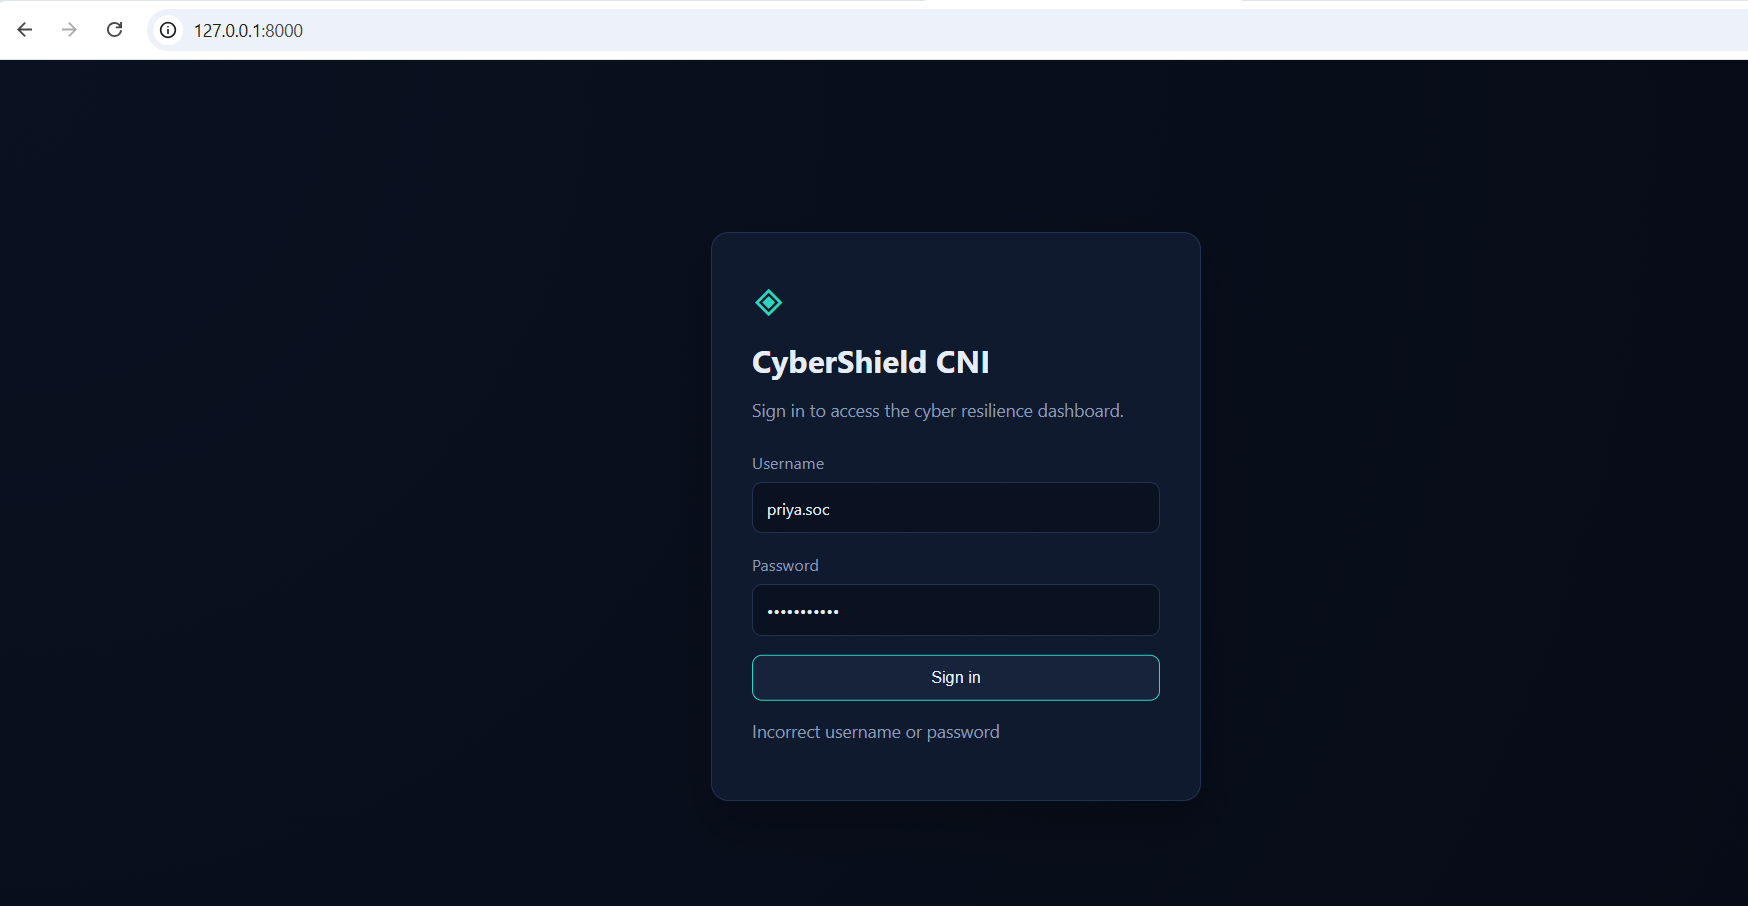 127.0.0.1:8000
CyberShield CNI
Sign in to access the cyber resilience dashboard.
Username
priya.soc
Password
•••••••••••
Sign in
Incorrect username or password